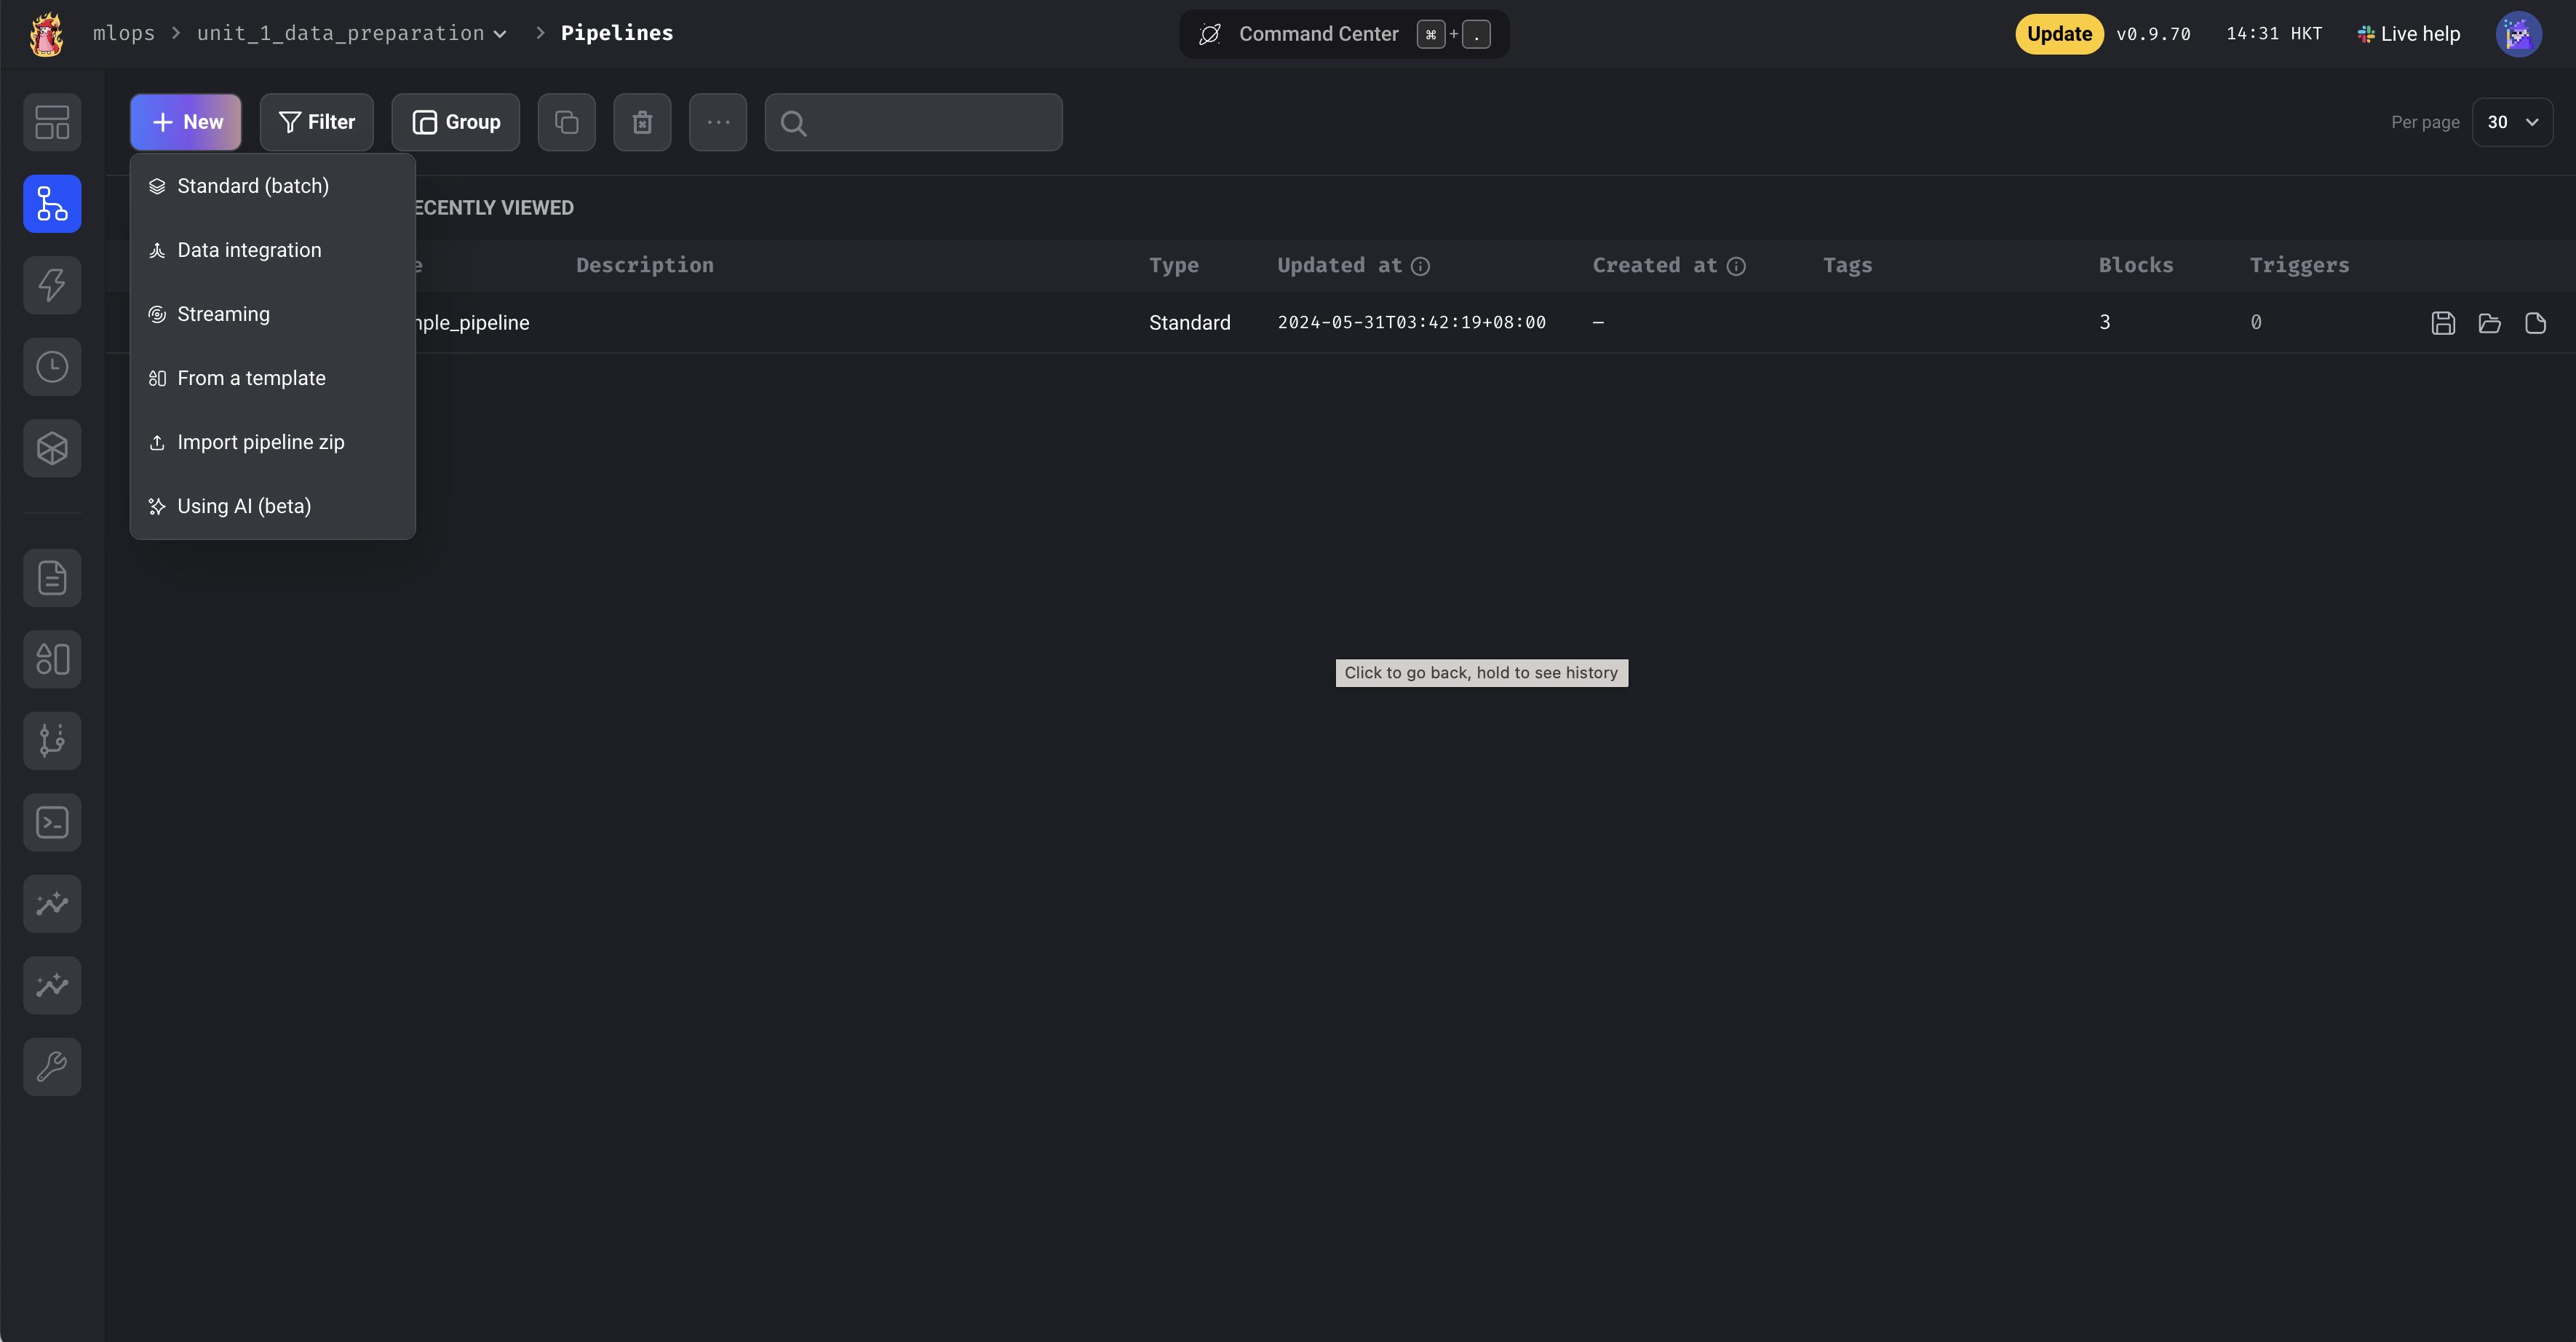 mlops > unit_1_data_preparation > Pipelines
Command Center ⌘ + .
Update v0.9.70 14:31 HKT Live help
New Filter Group
Per page 30
Standard (batch)
Data integration
Streaming
From a template
Import pipeline zip
Using AI (beta)
ECENTLY VIEWED
e Description Type Updated at Created at Tags Blocks Triggers
mple_pipeline Standard 2024-05-31T03:42:19+08:00 — 3 0
Click to go back, hold to see history